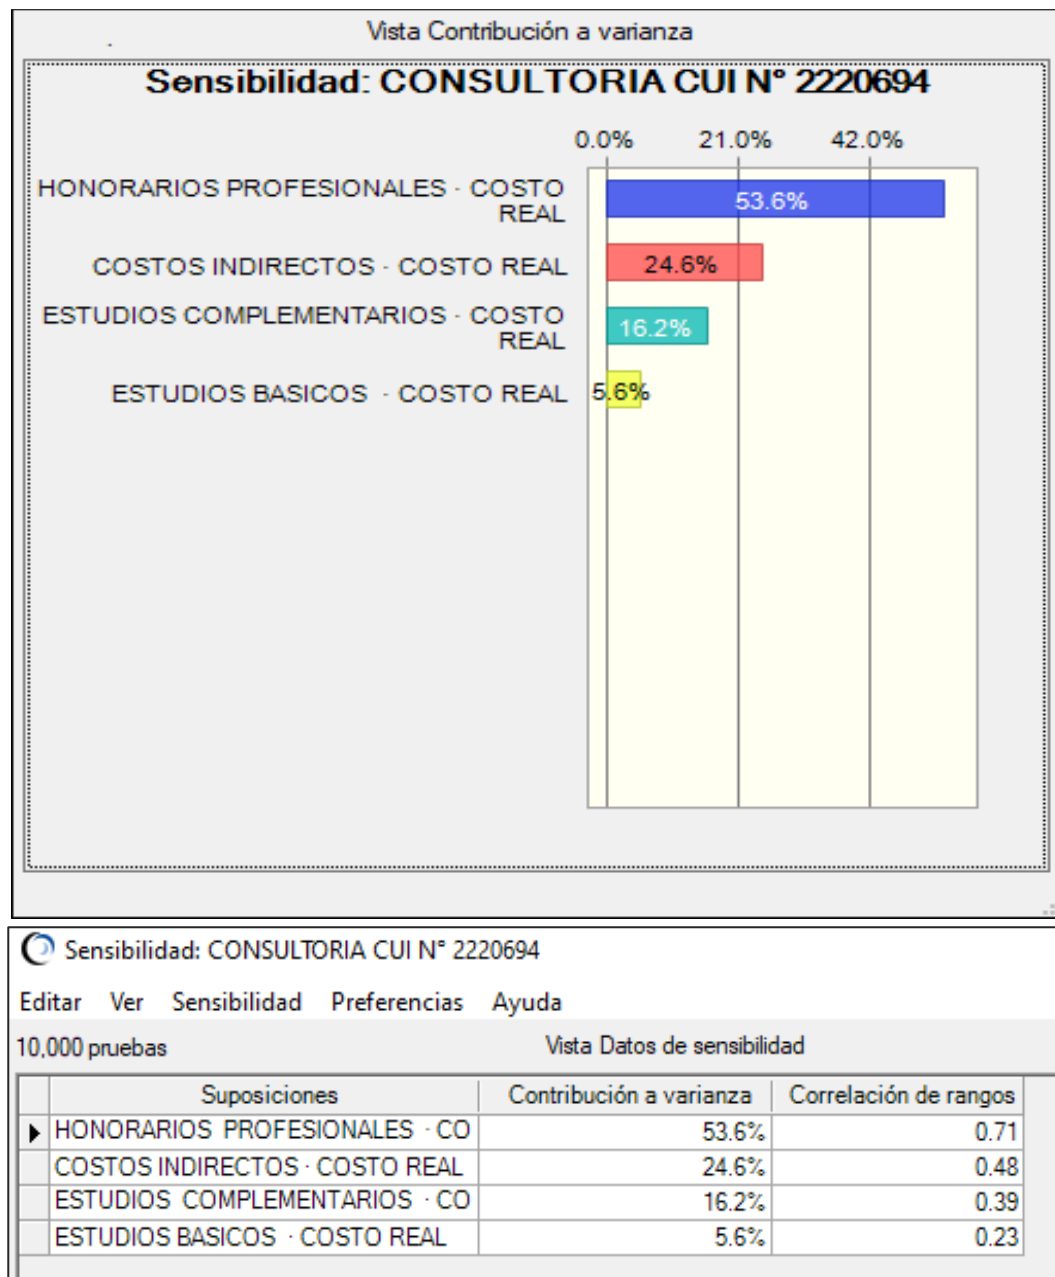 Vista Contribución a varianza
Sensibilidad: CONSULTORIA CUI N° 2220694
0.0% 21.0% 42.0%
HONORARIOS PROFESIONALES - COSTO
REAL
53.6%
COSTOS INDIRECTOS - COSTO REAL
24.6%
ESTUDIOS COMPLEMENTARIOS - COSTO
REAL
16.2%
ESTUDIOS BASICOS - COSTO REAL
5.6%
Sensibilidad: CONSULTORIA CUI N° 2220694
Editar Ver Sensibilidad Preferencias Ayuda
10,000 pruebas Vista Datos de sensibilidad
Suposiciones Contribución a varianza Correlación de rangos
HONORARIOS PROFESIONALES - CO 53.6% 0.71
COSTOS INDIRECTOS - COSTO REAL 24.6% 0.48
ESTUDIOS COMPLEMENTARIOS - CO 16.2% 0.39
ESTUDIOS BASICOS - COSTO REAL 5.6% 0.23